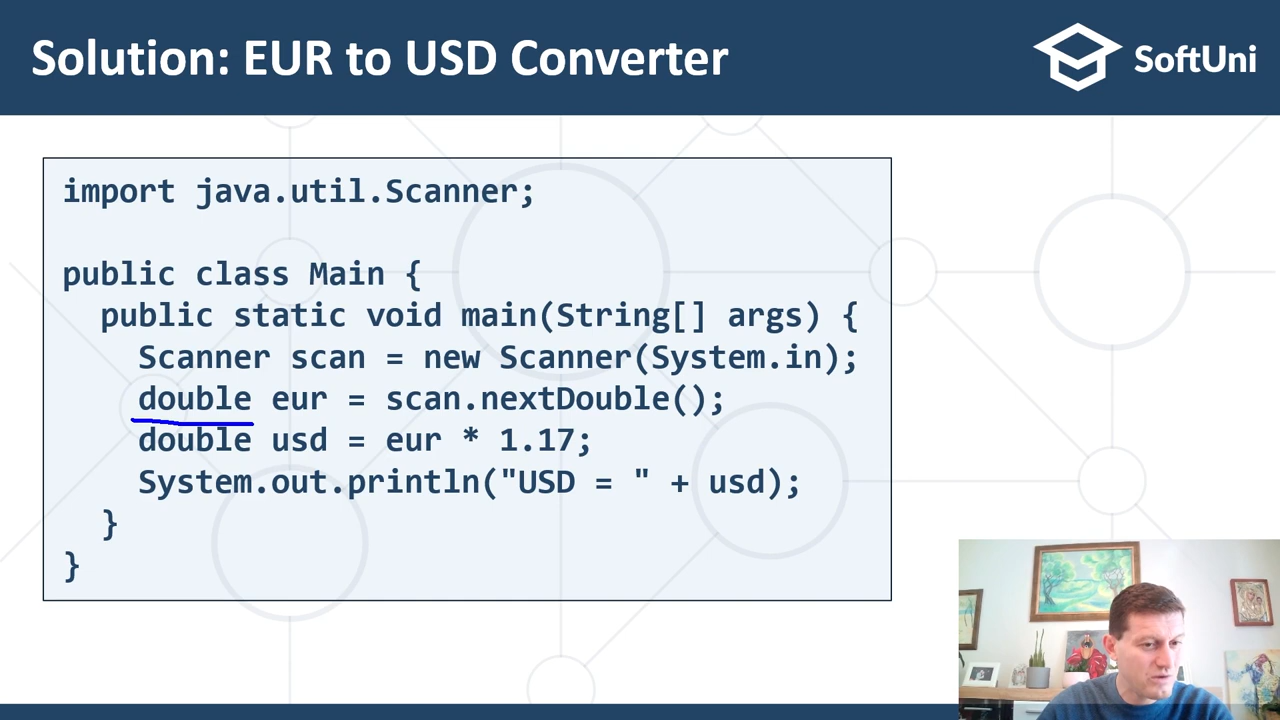 Solution: EUR to USD Converter
SoftUni
import java.util.Scanner;
public class Main {
public static void main(String[] args) {
Scanner scan = new Scanner(System.in);
double eur = scan.nextDouble();
double usd = eur * 1.17;
System.out.println("USD = " + usd);
}
}